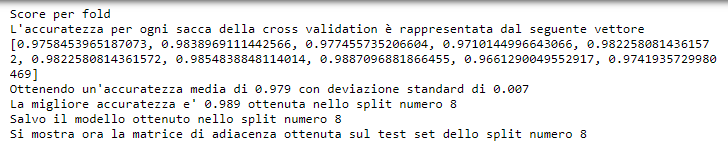 Score per fold
L'accuratezza per ogni sacca della cross validation è rappresentata dal seguente vettore
[0.9758453965187073, 0.9838969111442566, 0.977455735206604, 0.9710144996643066, 0.982258081436157
2, 0.9822580814361572, 0.9854838848114014, 0.9887096881866455, 0.9661290049552917, 0.9741935729980
469]
Ottenendo un'accuratezza media di 0.979 con deviazione standard di 0.007
La migliore accuratezza e' 0.989 ottenuta nello split numero 8
Salvo il modello ottenuto nello split numero 8
Si mostra ora la matrice di adiacenza ottenuta sul test set dello split numero 8